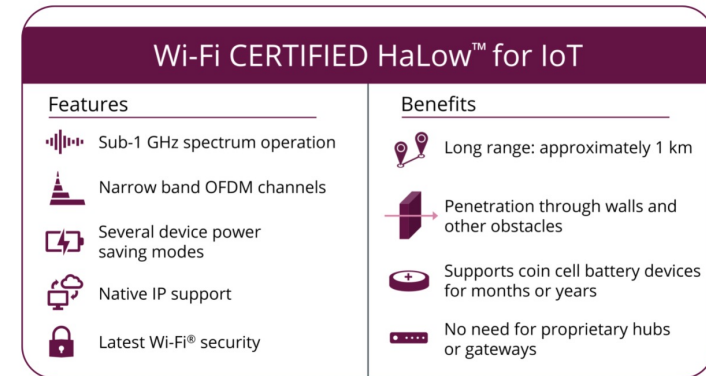 Wi-Fi CERTIFIED HaLow™ for IoT
Features
Sub-1 GHz spectrum operation
Narrow band OFDM channels
Several device power
saving modes
Native IP support
Latest Wi-Fi® security
Benefits
Long range: approximately 1 km
Penetration through walls and
other obstacles
Supports coin cell battery devices
for months or years
No need for proprietary hubs
or gateways